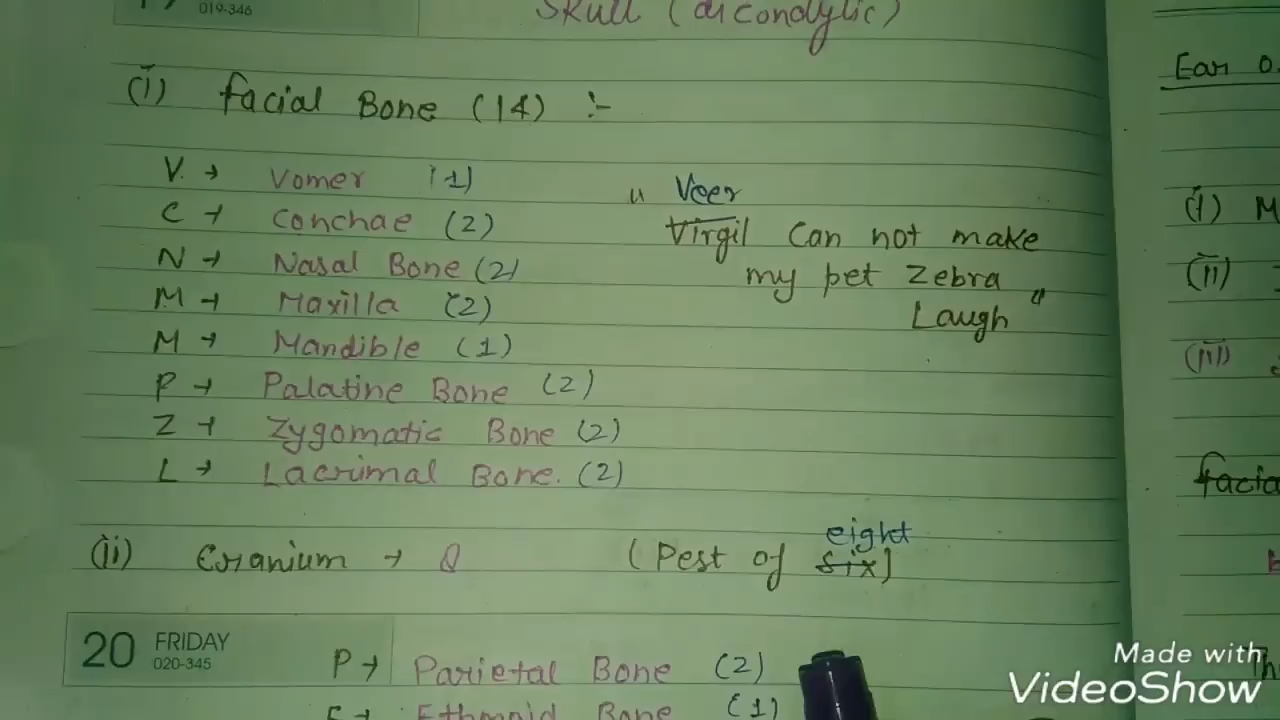 019-346
Skull (dicondylic)
(i) facial Bone (14) :-
V. → Vomer (1)
C → Conchae (2)
N → Nasal Bone (2)
M → Maxilla (2)
M → Mandible (1)
P → Palatine Bone (2)
Z → Zygomatic Bone (2)
L → Lacrimal Bone. (2)
" Veer
Virgil Can not make
my pet Zebra
Laugh "
(ii) Cranium → 8
eight
(Pest of six)
20 FRIDAY
020-345
P → Parietal Bone (2)
E → Ethmoid Bone (1)
Ear
(i) M
(ii)
(iii)
Made with
VideoShow